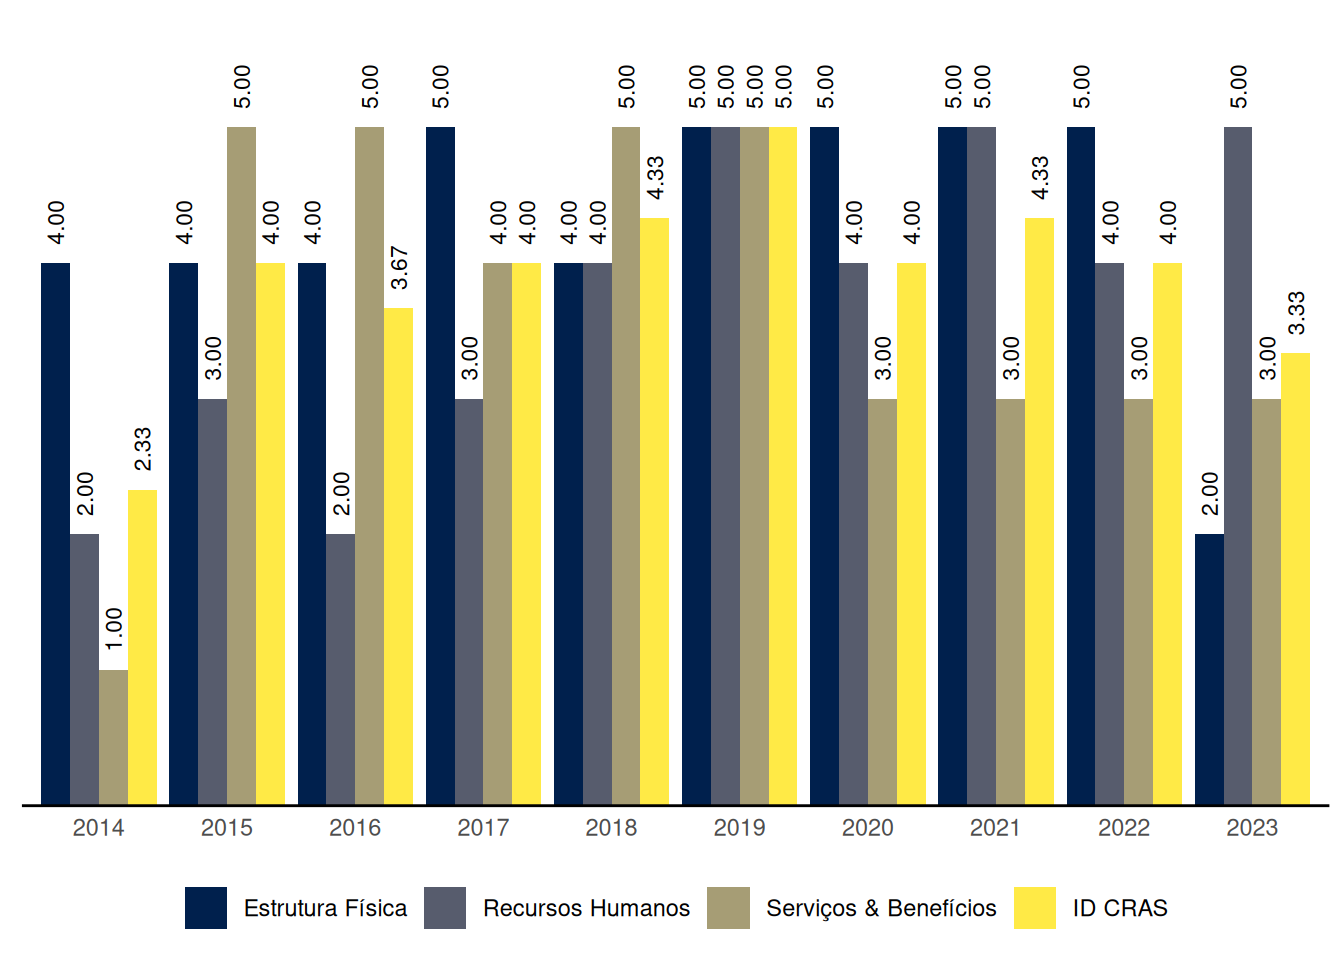 4.00 2.00 1.00 2.33
4.00 3.00 5.00 4.00
4.00 2.00 5.00 3.67
5.00 3.00 4.00 4.00
4.00 4.00 5.00 4.33
5.00 5.00 5.00 5.00
5.00 4.00 3.00 4.00
5.00 5.00 3.00 4.33
5.00 4.00 3.00 4.00
2.00 5.00 3.00 3.33
2014 2015 2016 2017 2018 2019 2020 2021 2022 2023
Estrutura Física Recursos Humanos Serviços & Benefícios ID CRAS